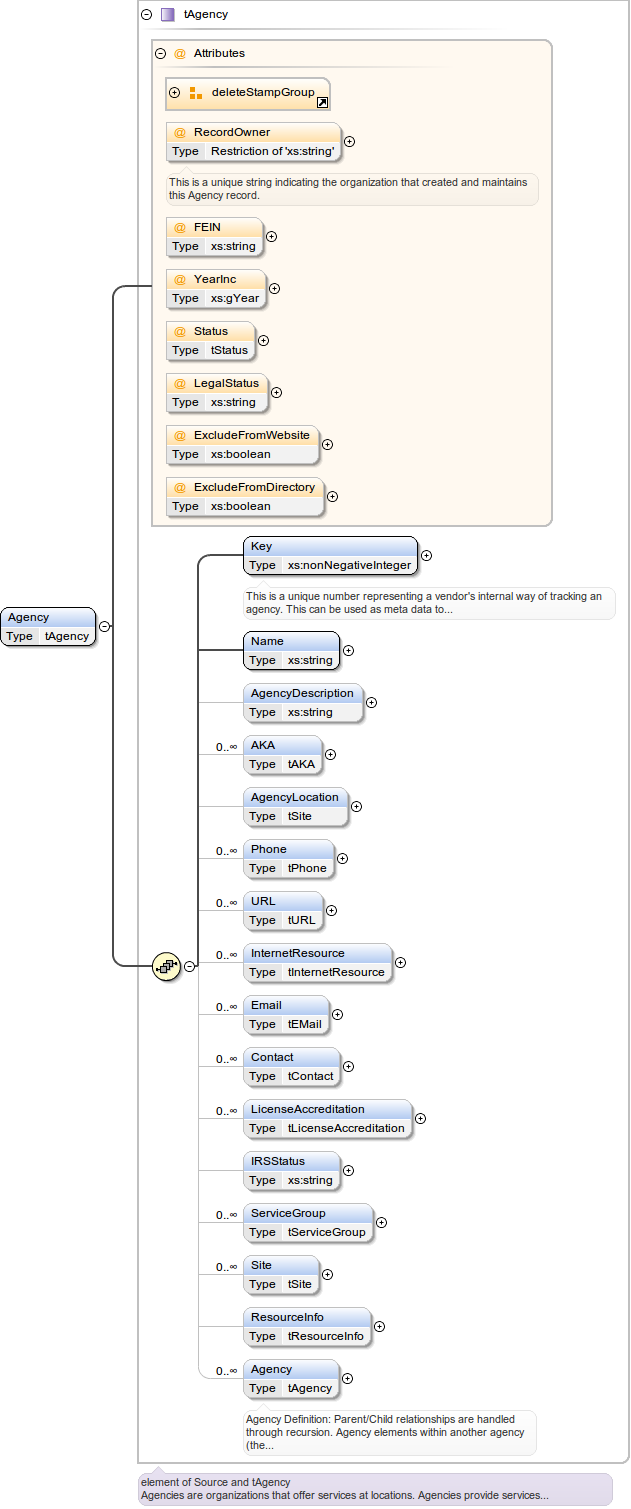 tAgency
@ Attributes
deleteStampGroup
@ RecordOwner
Type Restriction of 'xs:string'
This is a unique string indicating the organization that created and maintains
this Agency record.
@ FEIN
Type xs:string
@ YearInc
Type xs:gYear
@ Status
Type tStatus
@ LegalStatus
Type xs:string
@ ExcludeFromWebsite
Type xs:boolean
@ ExcludeFromDirectory
Type xs:boolean
Agency
Type tAgency
Key
Type xs:nonNegativeInteger
This is a unique number representing a vendor's internal way of tracking an
agency. This can be used as meta data to...
Name
Type xs:string
AgencyDescription
Type xs:string
0..∞ AKA
Type tAKA
AgencyLocation
Type tSite
0..∞ Phone
Type tPhone
0..∞ URL
Type tURL
0..∞ InternetResource
Type tInternetResource
0..∞ Email
Type tEMail
0..∞ Contact
Type tContact
0..∞ LicenseAccreditation
Type tLicenseAccreditation
IRSStatus
Type xs:string
0..∞ ServiceGroup
Type tServiceGroup
0..∞ Site
Type tSite
ResourceInfo
Type tResourceInfo
0..∞ Agency
Type tAgency
Agency Definition: Parent/Child relationships are handled
through recursion. Agency elements within another agency
(the...
element of Source and tAgency
Agencies are organizations that offer services at locations. Agencies provide services...